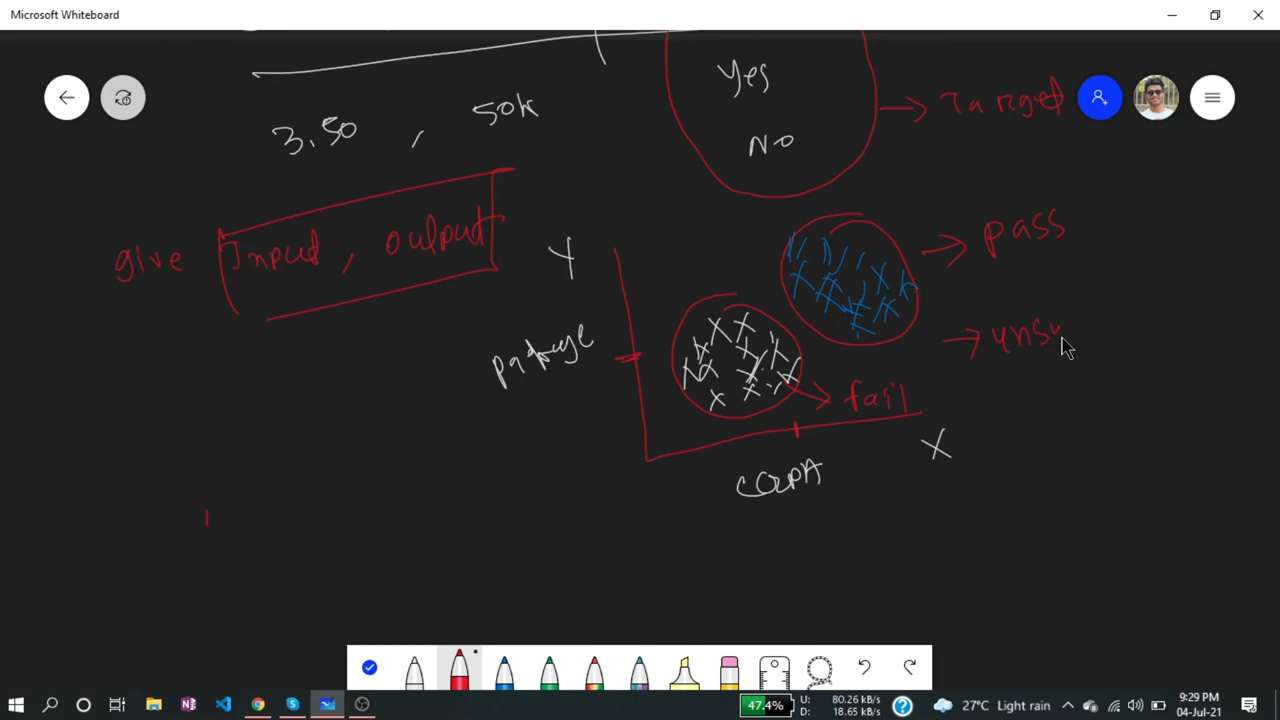 Microsoft Whiteboard
Yes
No
Target
3.50 , 50k
give Input, output
Y
pass
package
unsu
fail
X
CGPA
47.4%
U: 80.26 kB/s
D: 18.65 kB/s
27°C Light rain
9:29 PM
04-Jul-21